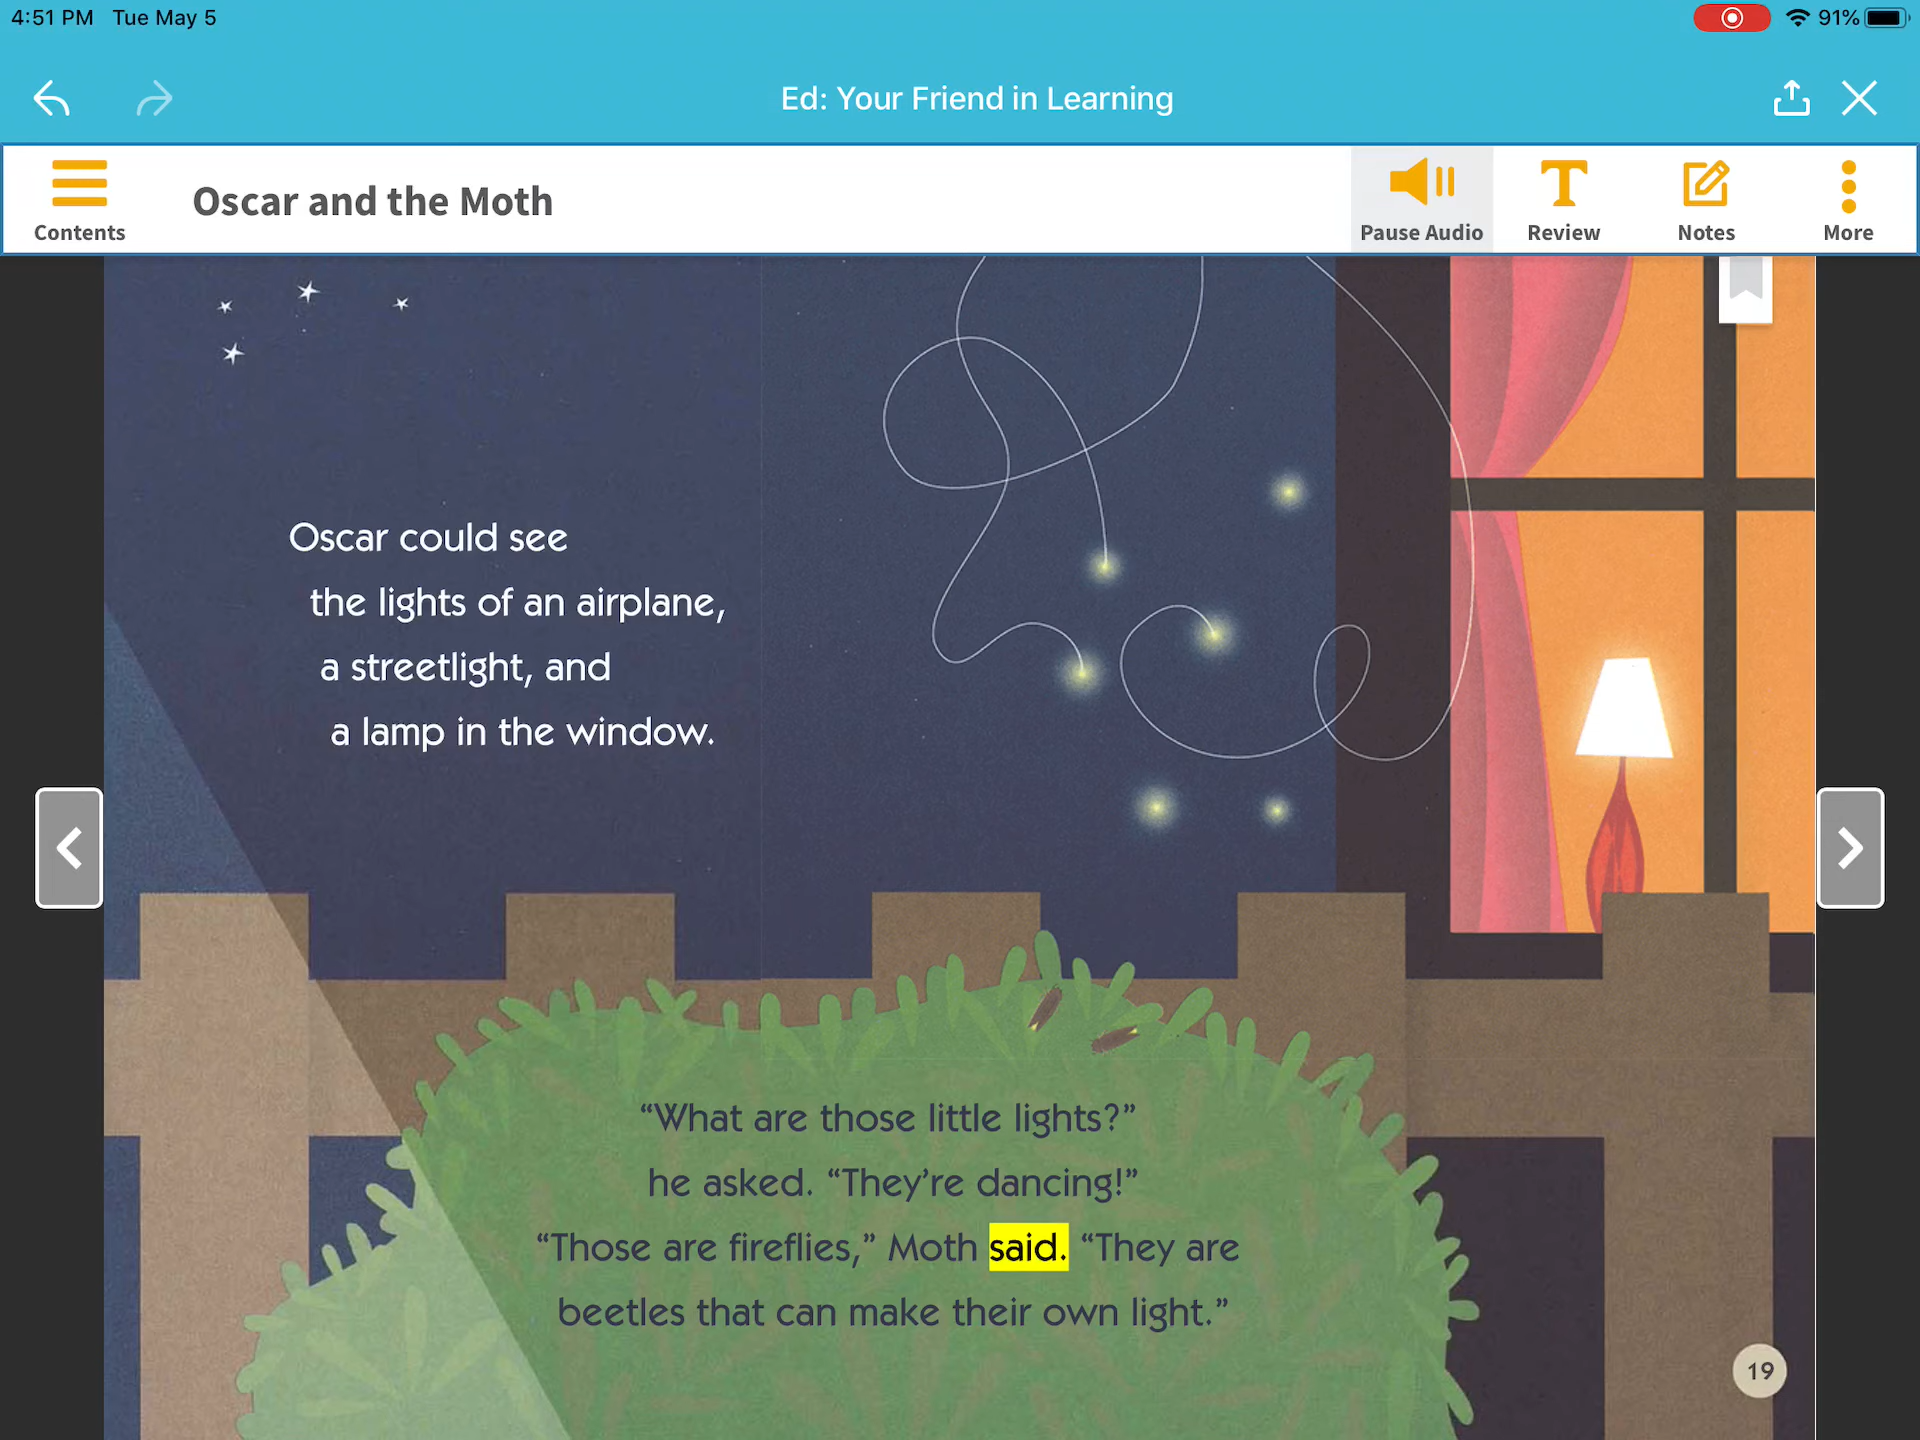 4:51 PM Tue May 5
91%
Ed: Your Friend in Learning
Contents
Oscar and the Moth
Pause Audio
Review
Notes
More
Oscar could see
the lights of an airplane,
a streetlight, and
a lamp in the window.
“What are those little lights?”
he asked. “They’re dancing!”
“Those are fireflies,” Moth said. “They are
beetles that can make their own light.”
19